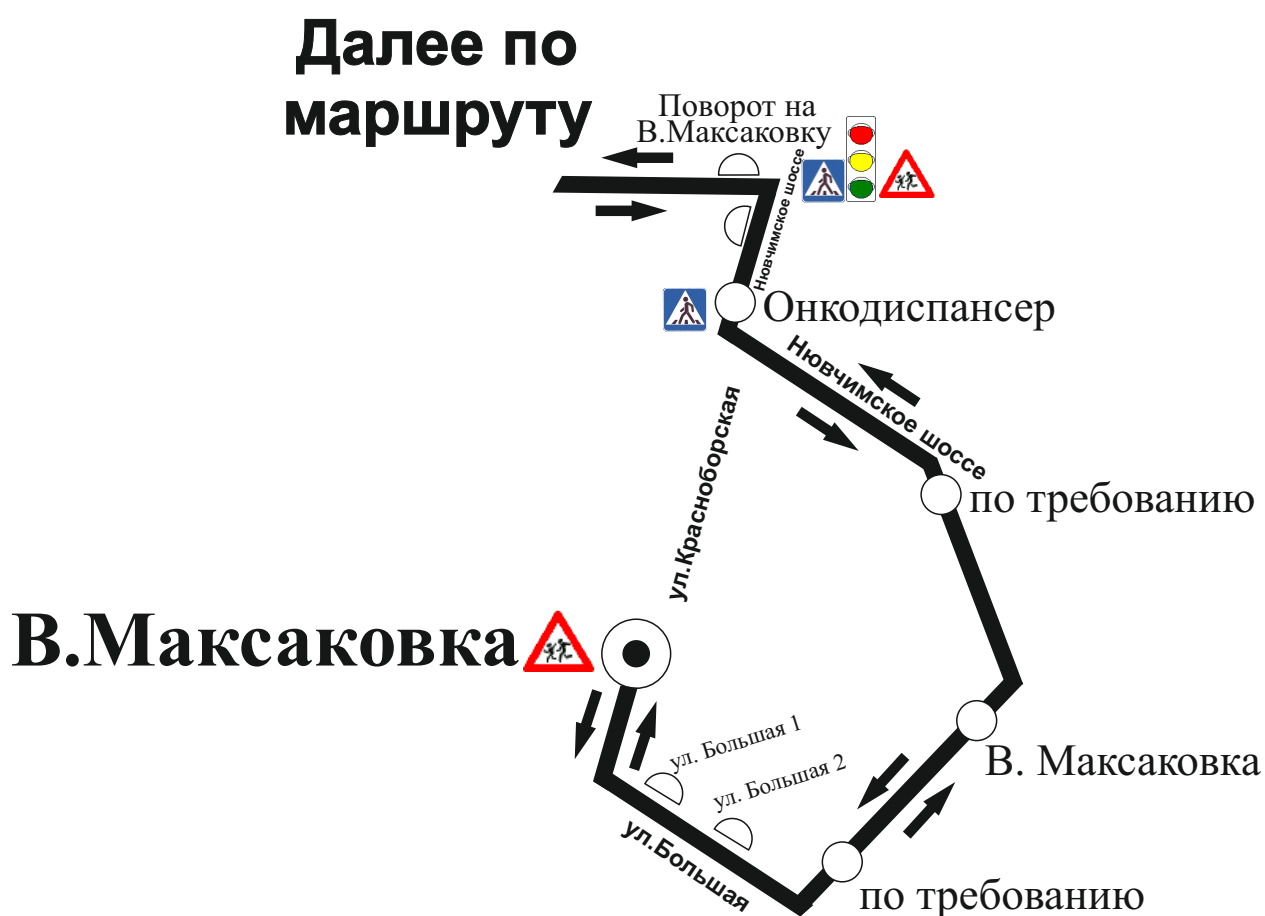 Далее по
маршруту
Поворот на
В.Максаковку
Нювчимское шоссе
Онкодиспансер
Нювчимское шоссе
ул.Красноборская
по требованию
В.Максаковка
ул. Большая 1
ул. Большая 2
В. Максаковка
ул.Большая
по требованию